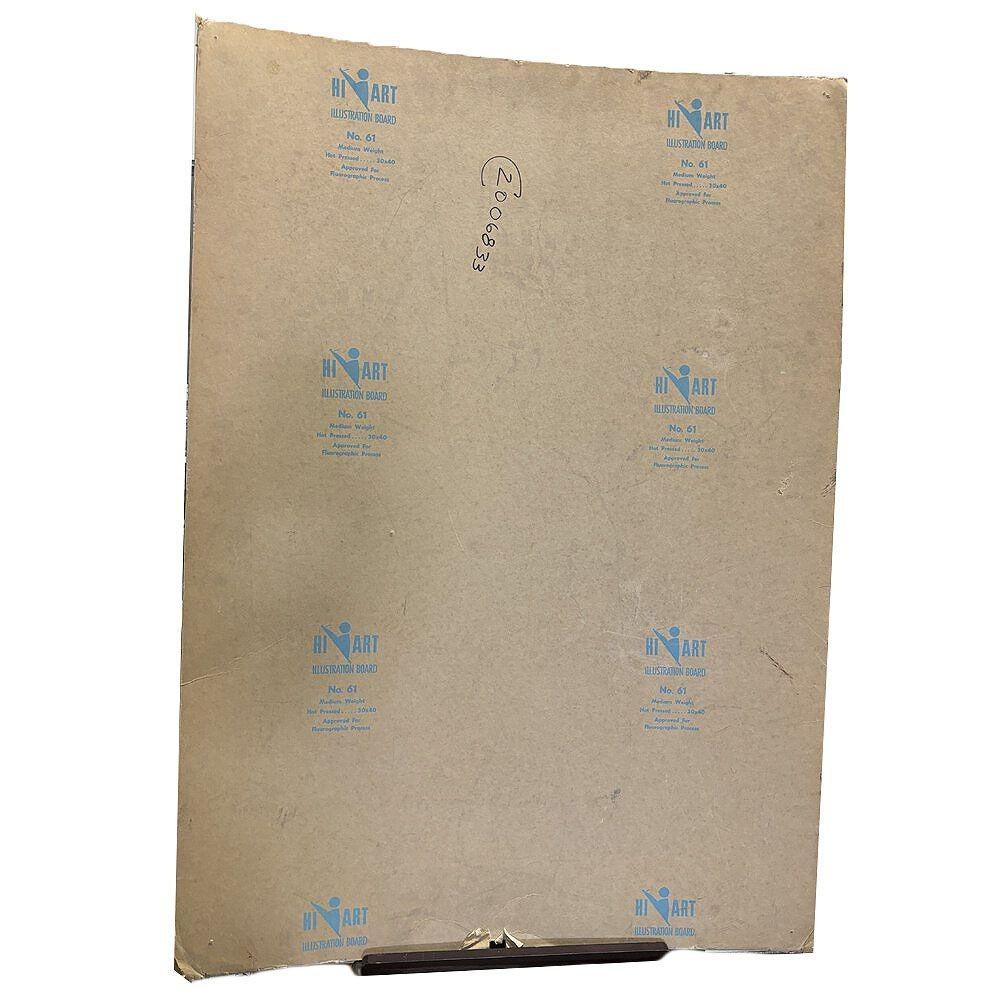 HI ART
ILLUSTRATION BOARD
No. 61
Medium Weight
Hot Pressed.....30x40
Approved For
Fluorographic Process
HI ART
ILLUSTRATION BOARD
No. 61
Medium Weight
Hot Pressed.....30x40
Approved For
Fluorographic Process
2006833
HI ART
ILLUSTRATION BOARD
No. 61
Medium Weight
Hot Pressed.....30x40
Approved For
Fluorographic Process
HI ART
ILLUSTRATION BOARD
No. 61
Medium Weight
Hot Pressed.....30x40
Approved For
Fluorographic Process
HI ART
ILLUSTRATION BOARD
No. 61
Medium Weight
Hot Pressed.....30x40
Approved For
Fluorographic Process
HI ART
ILLUSTRATION BOARD
No. 61
Medium Weight
Hot Pressed.....30x40
Approved For
Fluorographic Process
HI ART
ILLUSTRATION BOARD
HI ART
ILLUSTRATION BOARD